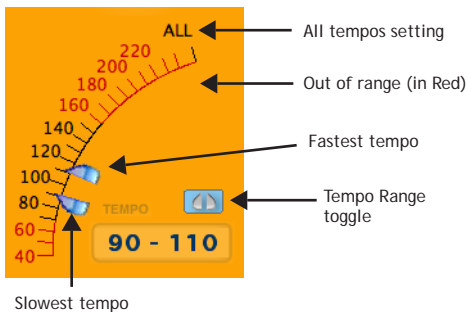 ALL
All tempos setting
220
200
180
Out of range (in Red)
160
140
120
Fastest tempo
100
80
TEMPO
Tempo Range
toggle
60
90 - 110
40
Slowest tempo